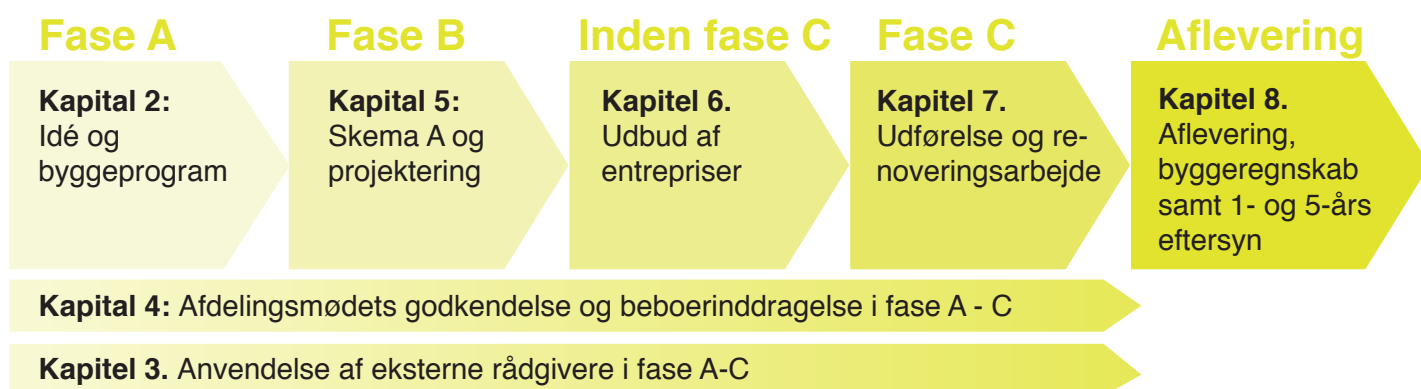 Fase A
Kapital 2:
Idé og
byggeprogram
Fase B
Kapital 5:
Skema A og
projektering
Inden fase C
Kapitel 6.
Udbud af
entrepriser
Fase C
Kapitel 7.
Udførelse og re-
noveringsarbejde
Aflevering
Kapitel 8.
Aflevering,
byggeregnskab
samt 1- og 5-års
eftersyn
Kapital 4: Afdelingsmødets godkendelse og beboerinddragelse i fase A - C
Kapitel 3. Anvendelse af eksterne rådgivere i fase A-C